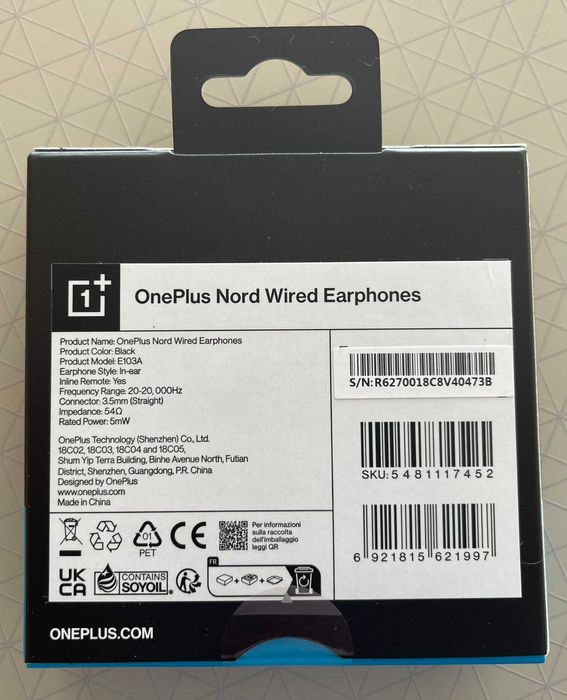 1+
OnePlus Nord Wired Earphones
Product Name: OnePlus Nord Wired Earphones
Product Color: Black
Product Model: E103A
Earphone Style: In-ear
Inline Remote: Yes
Frequency Range: 20-20,000Hz
Connector: 3.5mm (Straight)
Impedance: 54Ω
Rated Power: 5mW
OnePlus Technology (Shenzhen) Co., Ltd.
18C02, 18C03, 18C04 and 18C05,
Shum Yip Terra Building, Binhe Avenue North, Futian
District, Shenzhen, Guangdong, P.R. China
Designed by OnePlus
www.oneplus.com
Made in China
S/N:R6270018C8V40473B
SKU: 5481117452
6 921815 621997
01
PET
CE
Per informazioni
sulla raccolta
dell'imballaggio
leggi QR
UK
CA
CONTAINS
SOYOIL
FR
ONEPLUS.COM